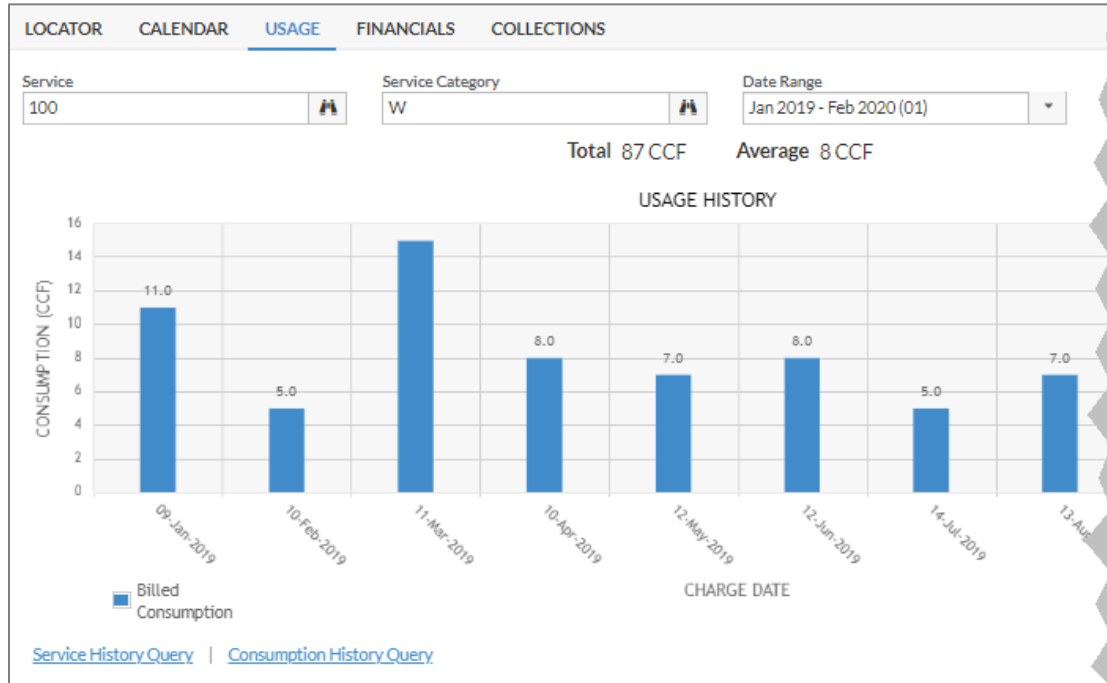 LOCATOR CALENDAR USAGE FINANCIALS COLLECTIONS
Service Service Category Date Range
100 W Jan 2019 - Feb 2020 (01)
Total 87 CCF Average 8 CCF
USAGE HISTORY
16
14
12
10
8
6
4
2
0
CONSUMPTION (CCF)
11.0
5.0
8.0
7.0
8.0
5.0
7.0
09-Jan-2019
10-Feb-2019
11-Mar-2019
10-Apr-2019
12-May-2019
12-Jun-2019
14-Jul-2019
13-Aug
CHARGE DATE
Billed
Consumption
Service History Query | Consumption History Query